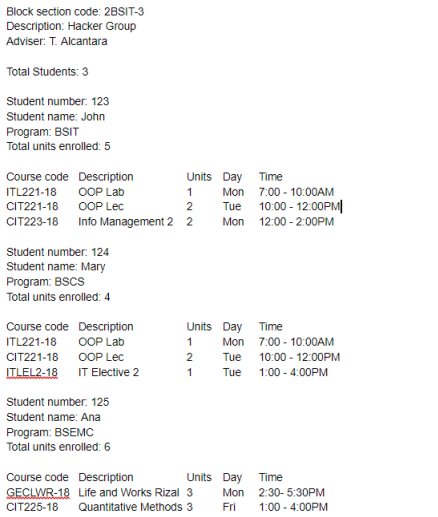 Block section code: 2BSIT-3
Description: Hacker Group
Adviser: T. Alcantara
Total Students: 3
Student number: 123
Student name: John
Program: BSIT
Total units enrolled: 5
Course code Description Units Day Time
ITL221-18 OOP Lab 1 Mon 7:00 - 10:00AM
CIT221-18 OOP Lec 2 Tue 10:00 - 12:00PM
CIT223-18 Info Management 2 2 Mon 12:00 - 2:00PM
Student number: 124
Student name: Mary
Program: BSCS
Total units enrolled: 4
Course code Description Units Day Time
ITL221-18 OOP Lab 1 Mon 7:00 - 10:00AM
CIT221-18 OOP Lec 2 Tue 10:00 - 12:00PM
ITLEL2-18 IT Elective 2 1 Tue 1:00 - 4:00PM
Student number: 125
Student name: Ana
Program: BSEMC
Total units enrolled: 6
Course code Description Units Day Time
GECLWR-18 Life and Works Rizal 3 Mon 2:30- 5:30PM
CIT225-18 Quantitative Methods 3 Fri 1:00 - 4:00PM